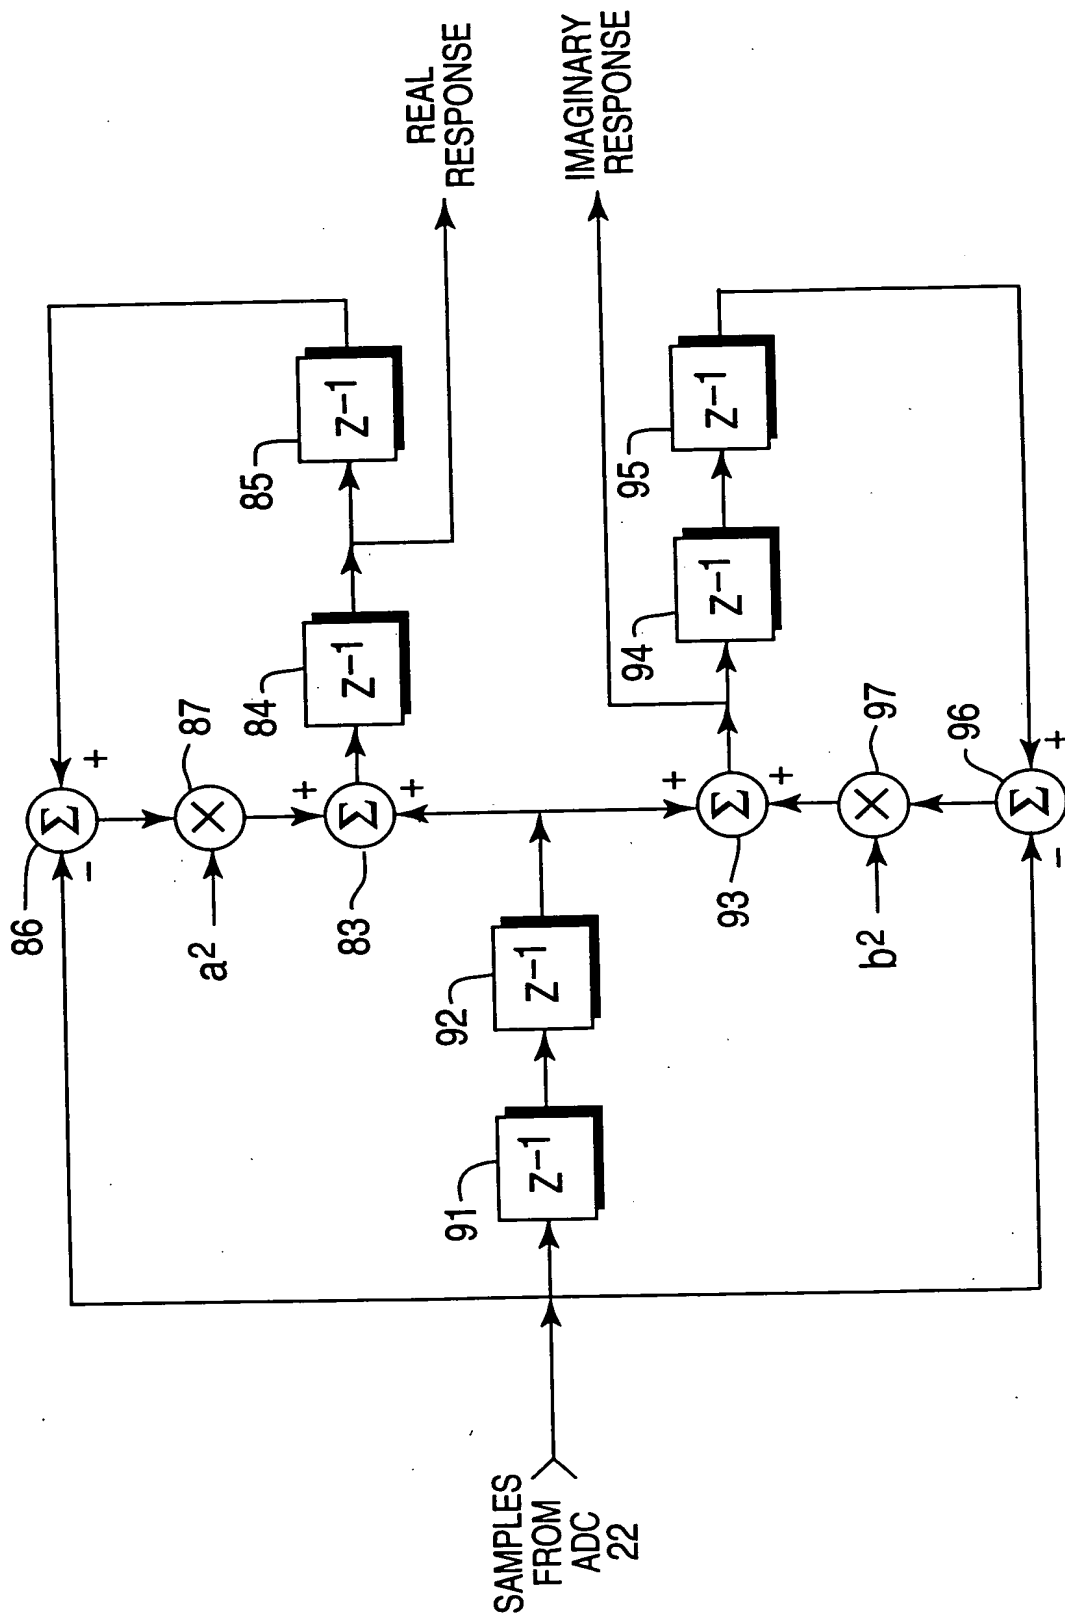 SAMPLES
FROM
ADC
22
86
Σ
+
-
87
×
a²
+
83
Σ
+
84
z⁻¹
85
z⁻¹
REAL
RESPONSE
91
z⁻¹
92
z⁻¹
+
93
Σ
+
94
z⁻¹
95
z⁻¹
IMAGINARY
RESPONSE
97
×
b²
96
Σ
+
-